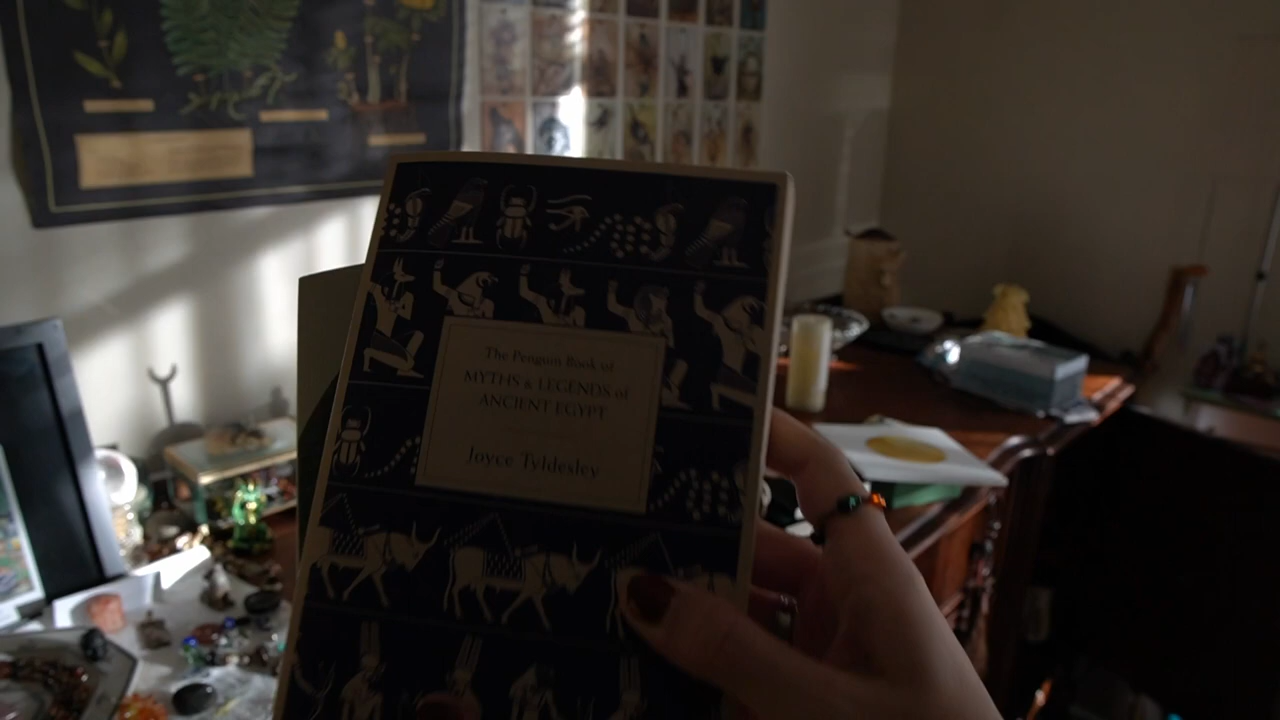 The Penguin Book of
MYTHS & LEGENDS of
ANCIENT EGYPT
Joyce Tyldesley